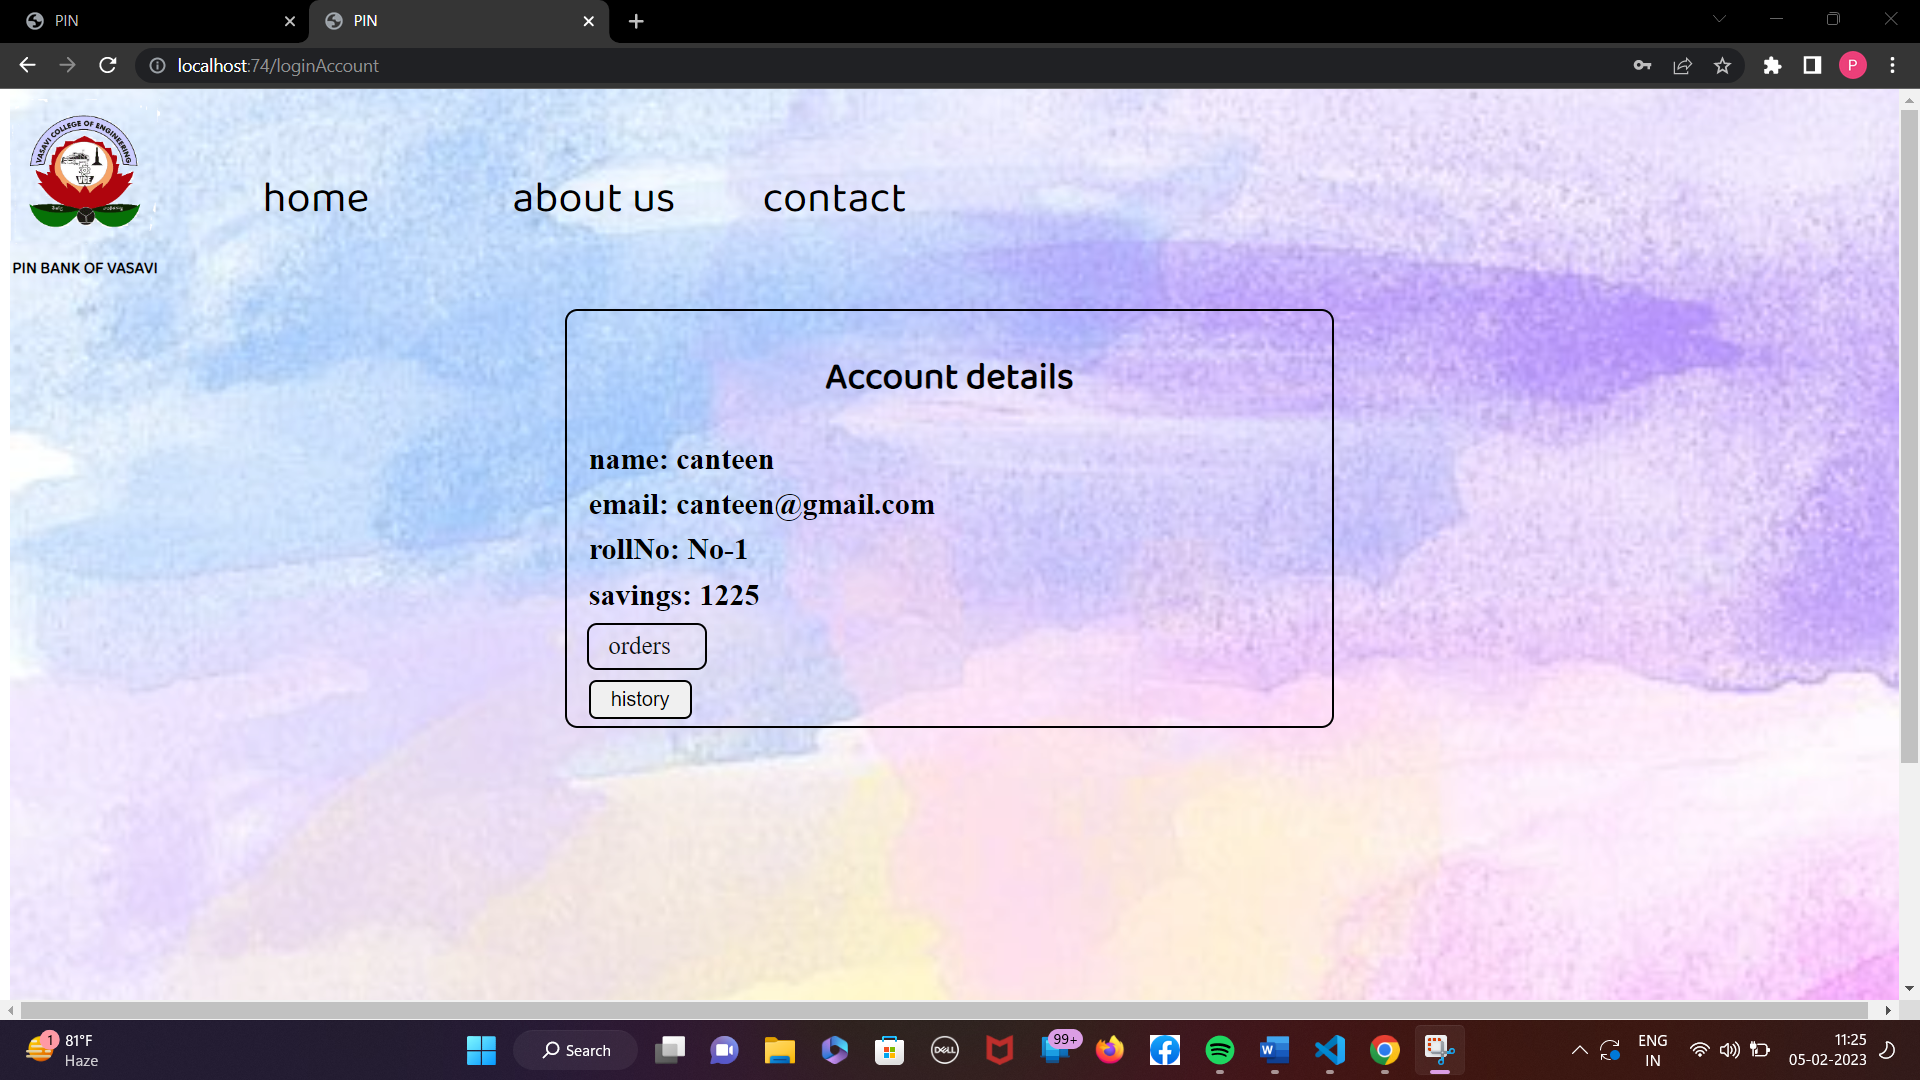 PIN
PIN
localhost:74/loginAccount
P
VASAVI COLLEGE OF ENGINEERING
VCE
home
about us
contact
PIN BANK OF VASAVI
Account details
name: canteen
email: canteen@gmail.com
rollNo: No-1
savings: 1225
orders
history
1
81°F
Haze
Search
DELL
99+
W
ENG
IN
11:25
05-02-2023